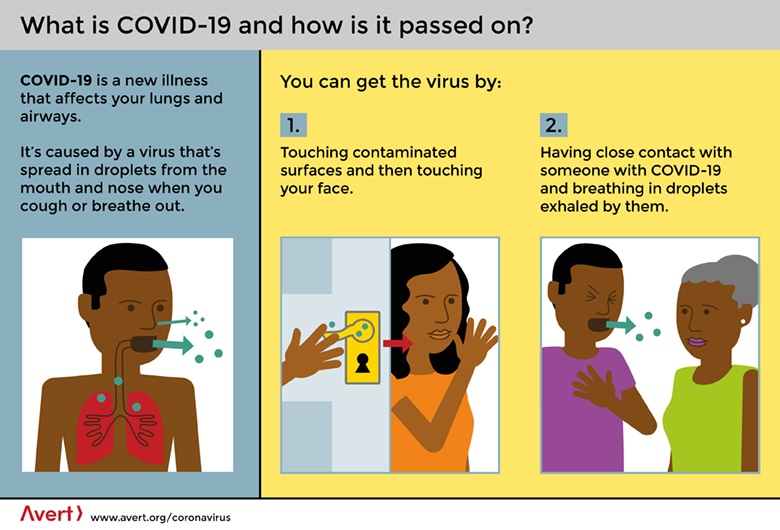 What is COVID-19 and how is it passed on?
COVID-19 is a new illness
that affects your lungs and
airways.
It's caused by a virus that's
spread in droplets from the
mouth and nose when you
cough or breathe out.
You can get the virus by:
1.
Touching contaminated
surfaces and then touching
your face.
2.
Having close contact with
someone with COVID-19
and breathing in droplets
exhaled by them.
Avert www.avert.org/coronavirus